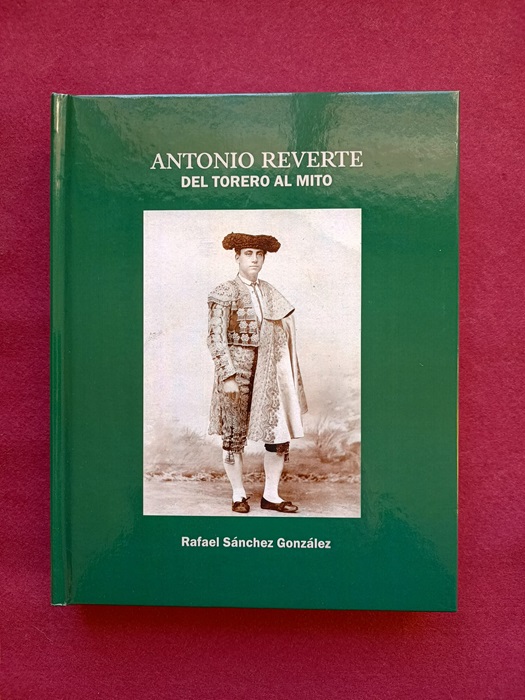 ANTONIO REVERTE
DEL TORERO AL MITO
Rafael Sánchez González